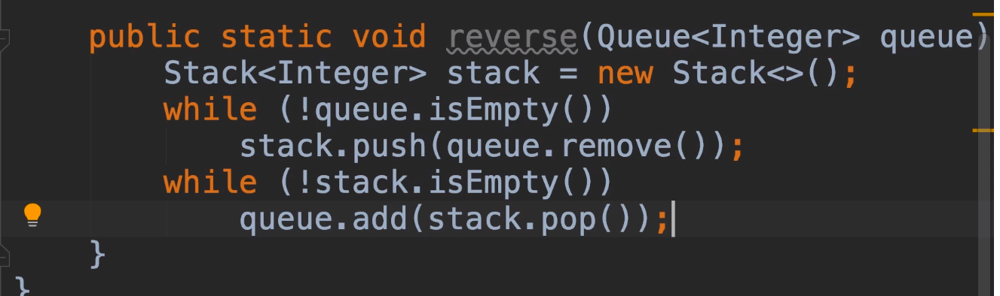 public static void reverse(Queue<Integer> queue)
Stack<Integer> stack = new Stack<>();
while (!queue.isEmpty())
stack.push(queue.remove());
while (!stack.isEmpty())
queue.add(stack.pop());
}
}